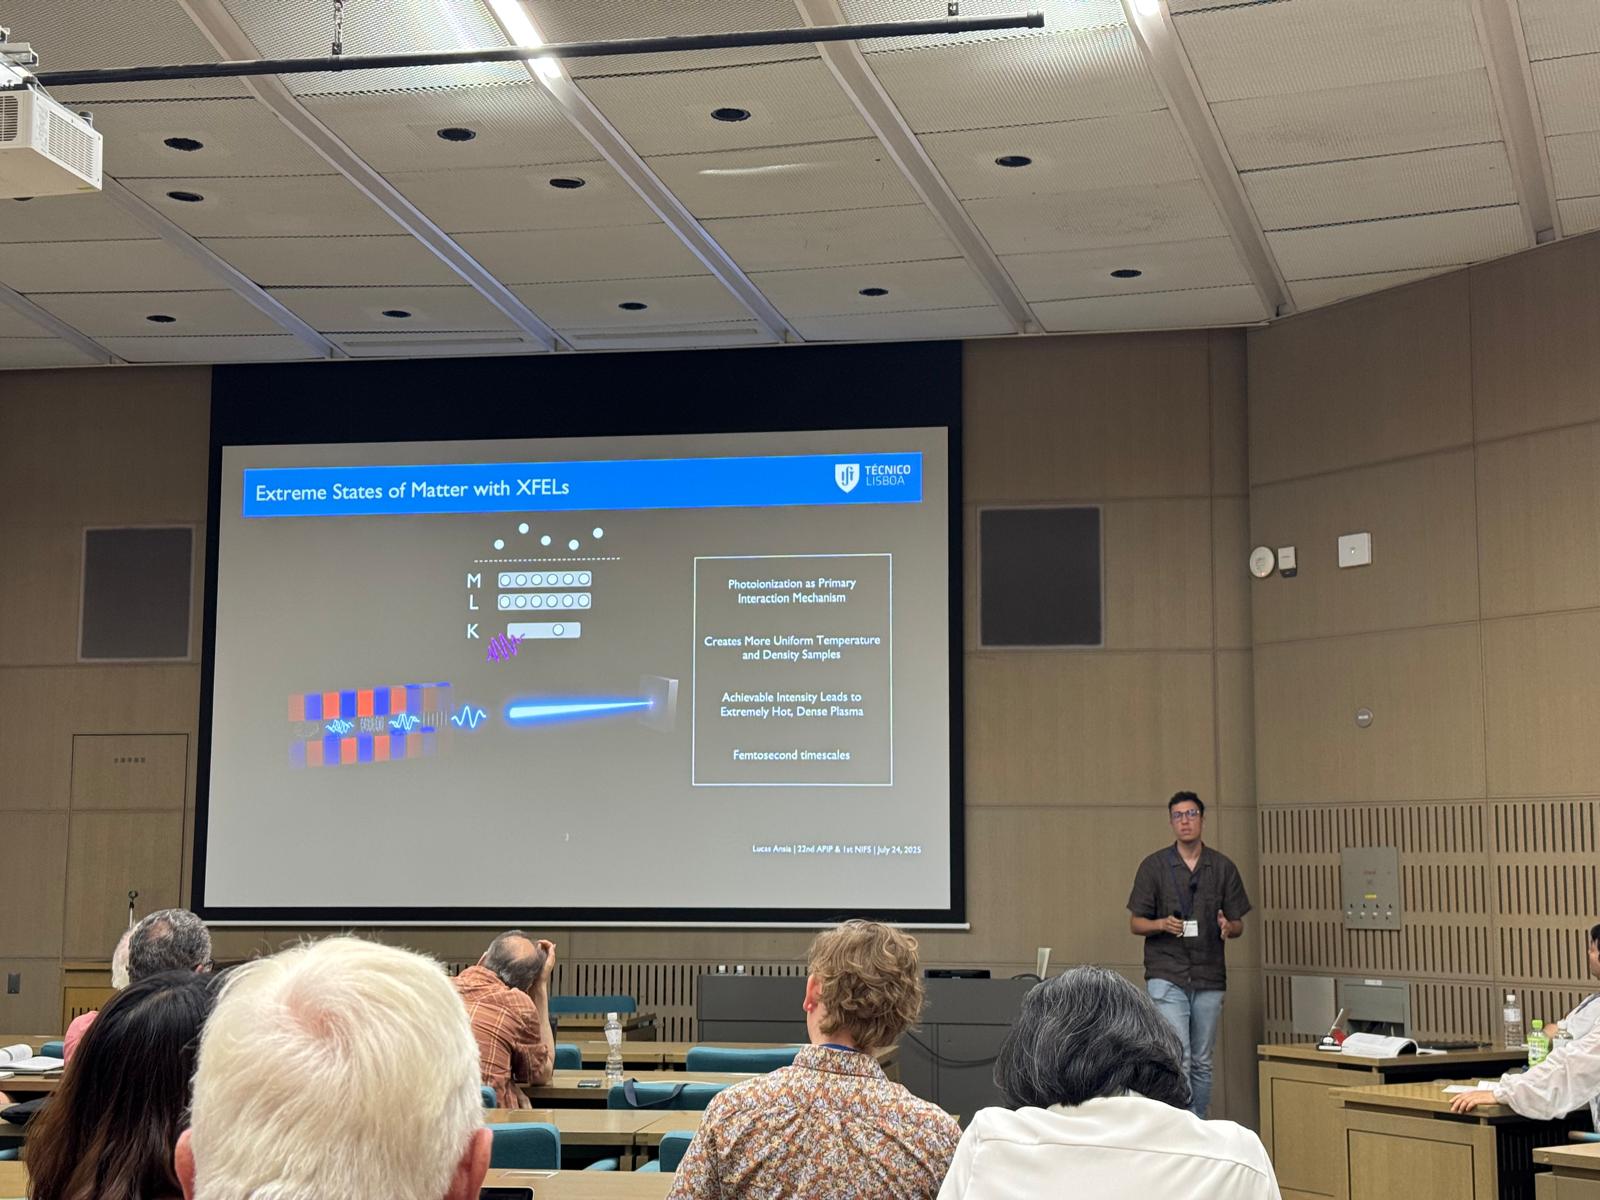 Extreme States of Matter with XFELs
TÉCNICO
LISBOA
M
L
K
Photoionization as Primary
Interaction Mechanism
Creates More Uniform Temperature
and Density Samples
Achievable Intensity Leads to
Extremely Hot, Dense Plasma
Femtosecond timescales
Lucas Ansia | 22nd APiP & 1st NIFS | July 24, 2025